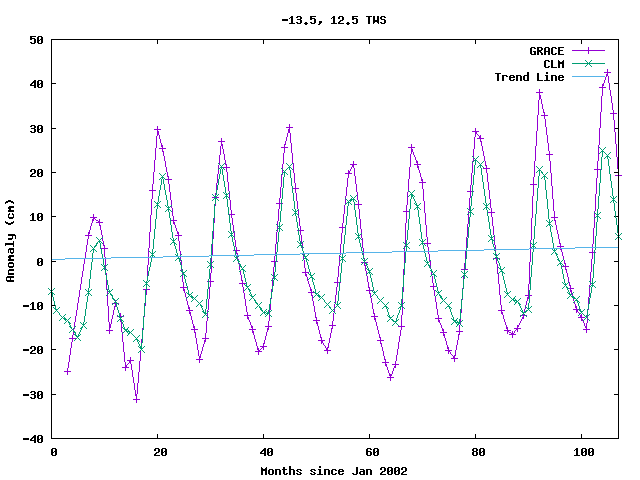 -13.5, 12.5 TWS
GRACE
CLM
Trend Line
50
40
30
20
10
0
-10
-20
-30
-40
Anomaly (cm)
0 20 40 60 80 100
Months since Jan 2002